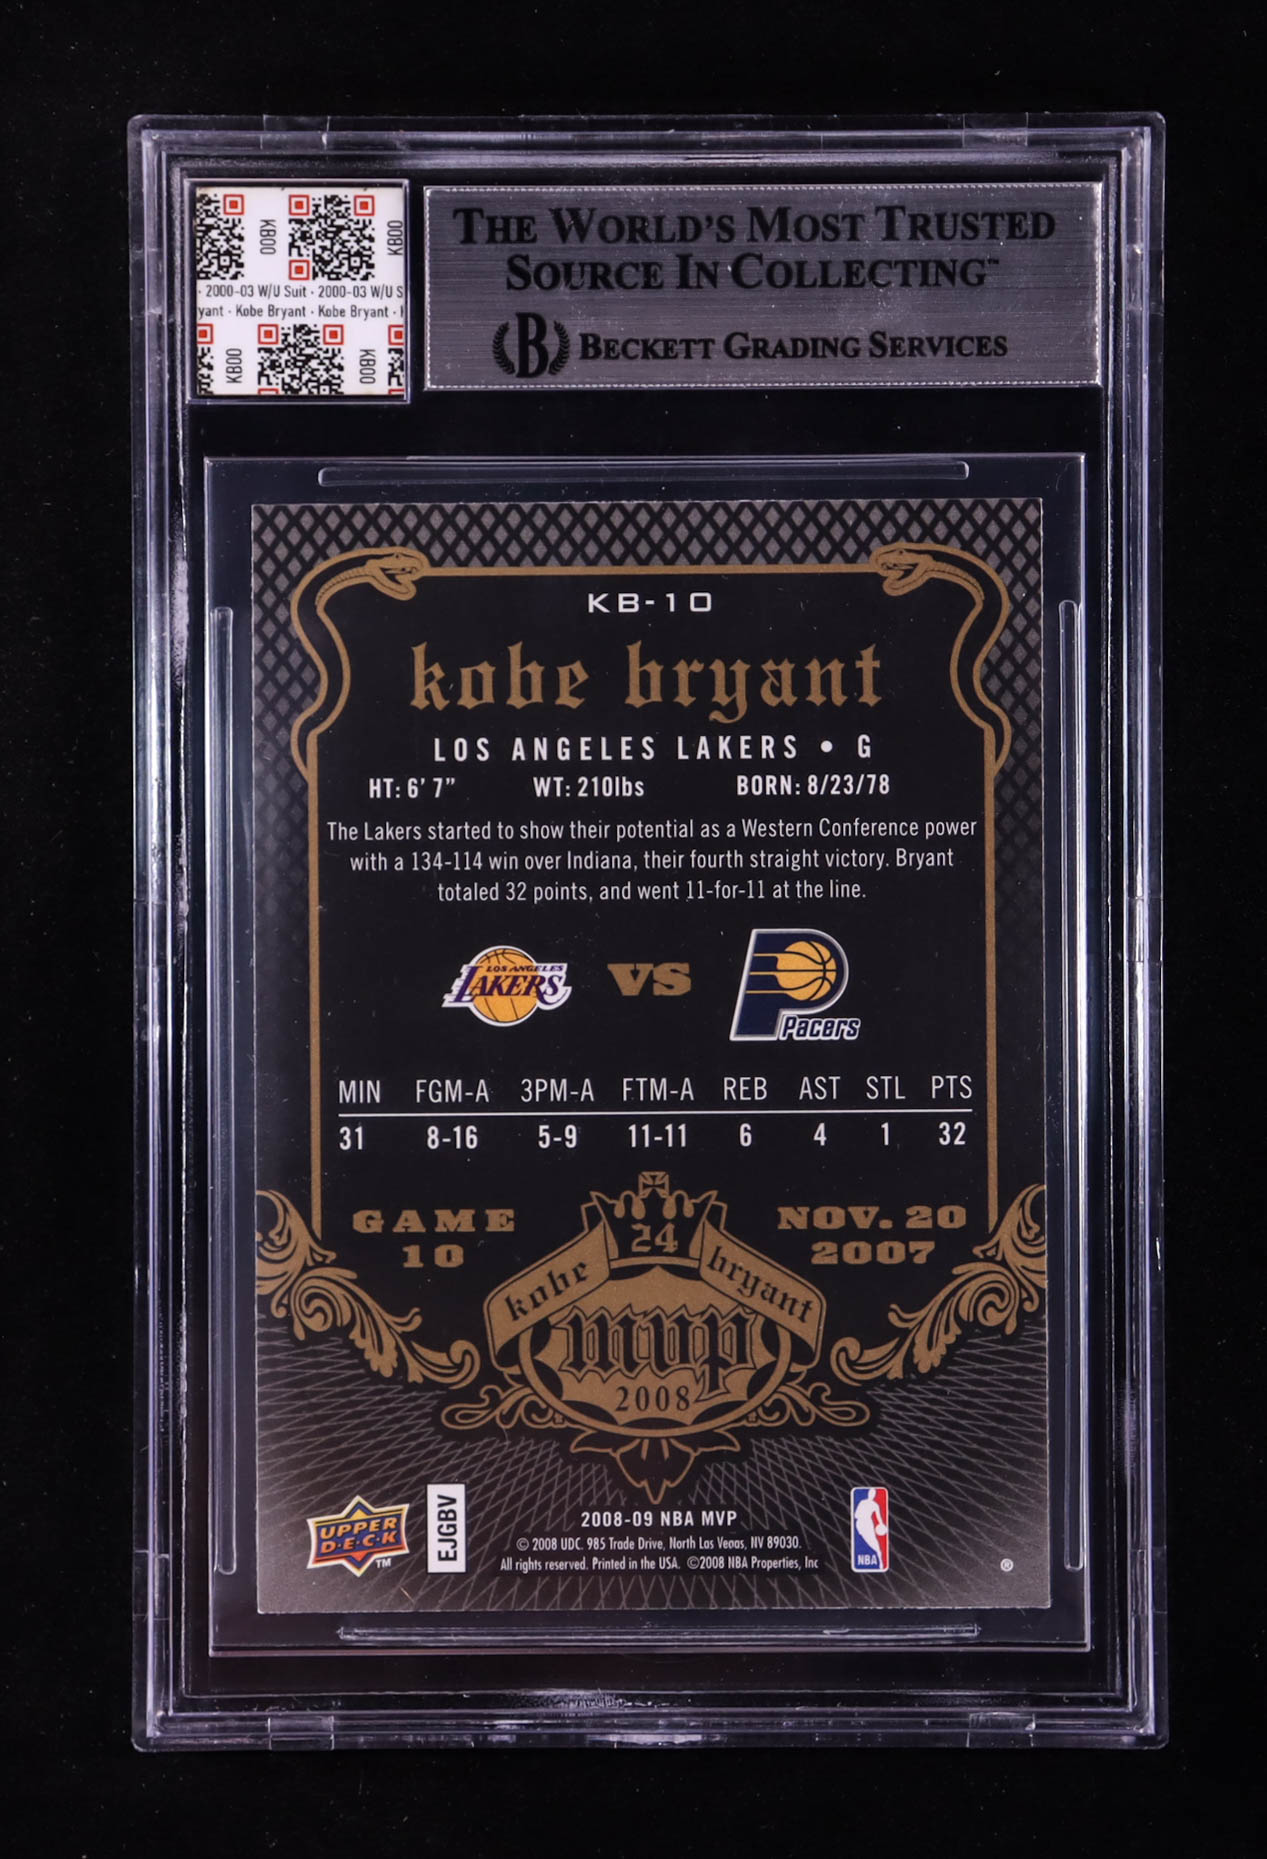 KB00
KB00
· 2000-03 W/U Suit · 2000-03 W/U S
yant · Kobe Bryant · Kobe Bryant ·
KB00
KB00
THE WORLD'S MOST TRUSTED
SOURCE IN COLLECTING™
B BECKETT GRADING SERVICES
KB-10
kobe bryant
LOS ANGELES LAKERS • G
HT: 6' 7" WT: 210lbs BORN: 8/23/78
The Lakers started to show their potential as a Western Conference power
with a 134-114 win over Indiana, their fourth straight victory. Bryant
totaled 32 points, and went 11-for-11 at the line.
LOS ANGELES
LAKERS VS Pacers
MIN FGM-A 3PM-A FTM-A REB AST STL PTS
31 8-16 5-9 11-11 6 4 1 32
GAME
10
NOV. 20
2007
24
kobe bryant
mvp
2008
UPPER
D·E·C·K
TM
EJGBV
2008-09 NBA MVP
© 2008 UDC. 985 Trade Drive, North Las Vegas, NV 89030.
All rights reserved. Printed in the USA. ©2008 NBA Properties, Inc
NBA
®